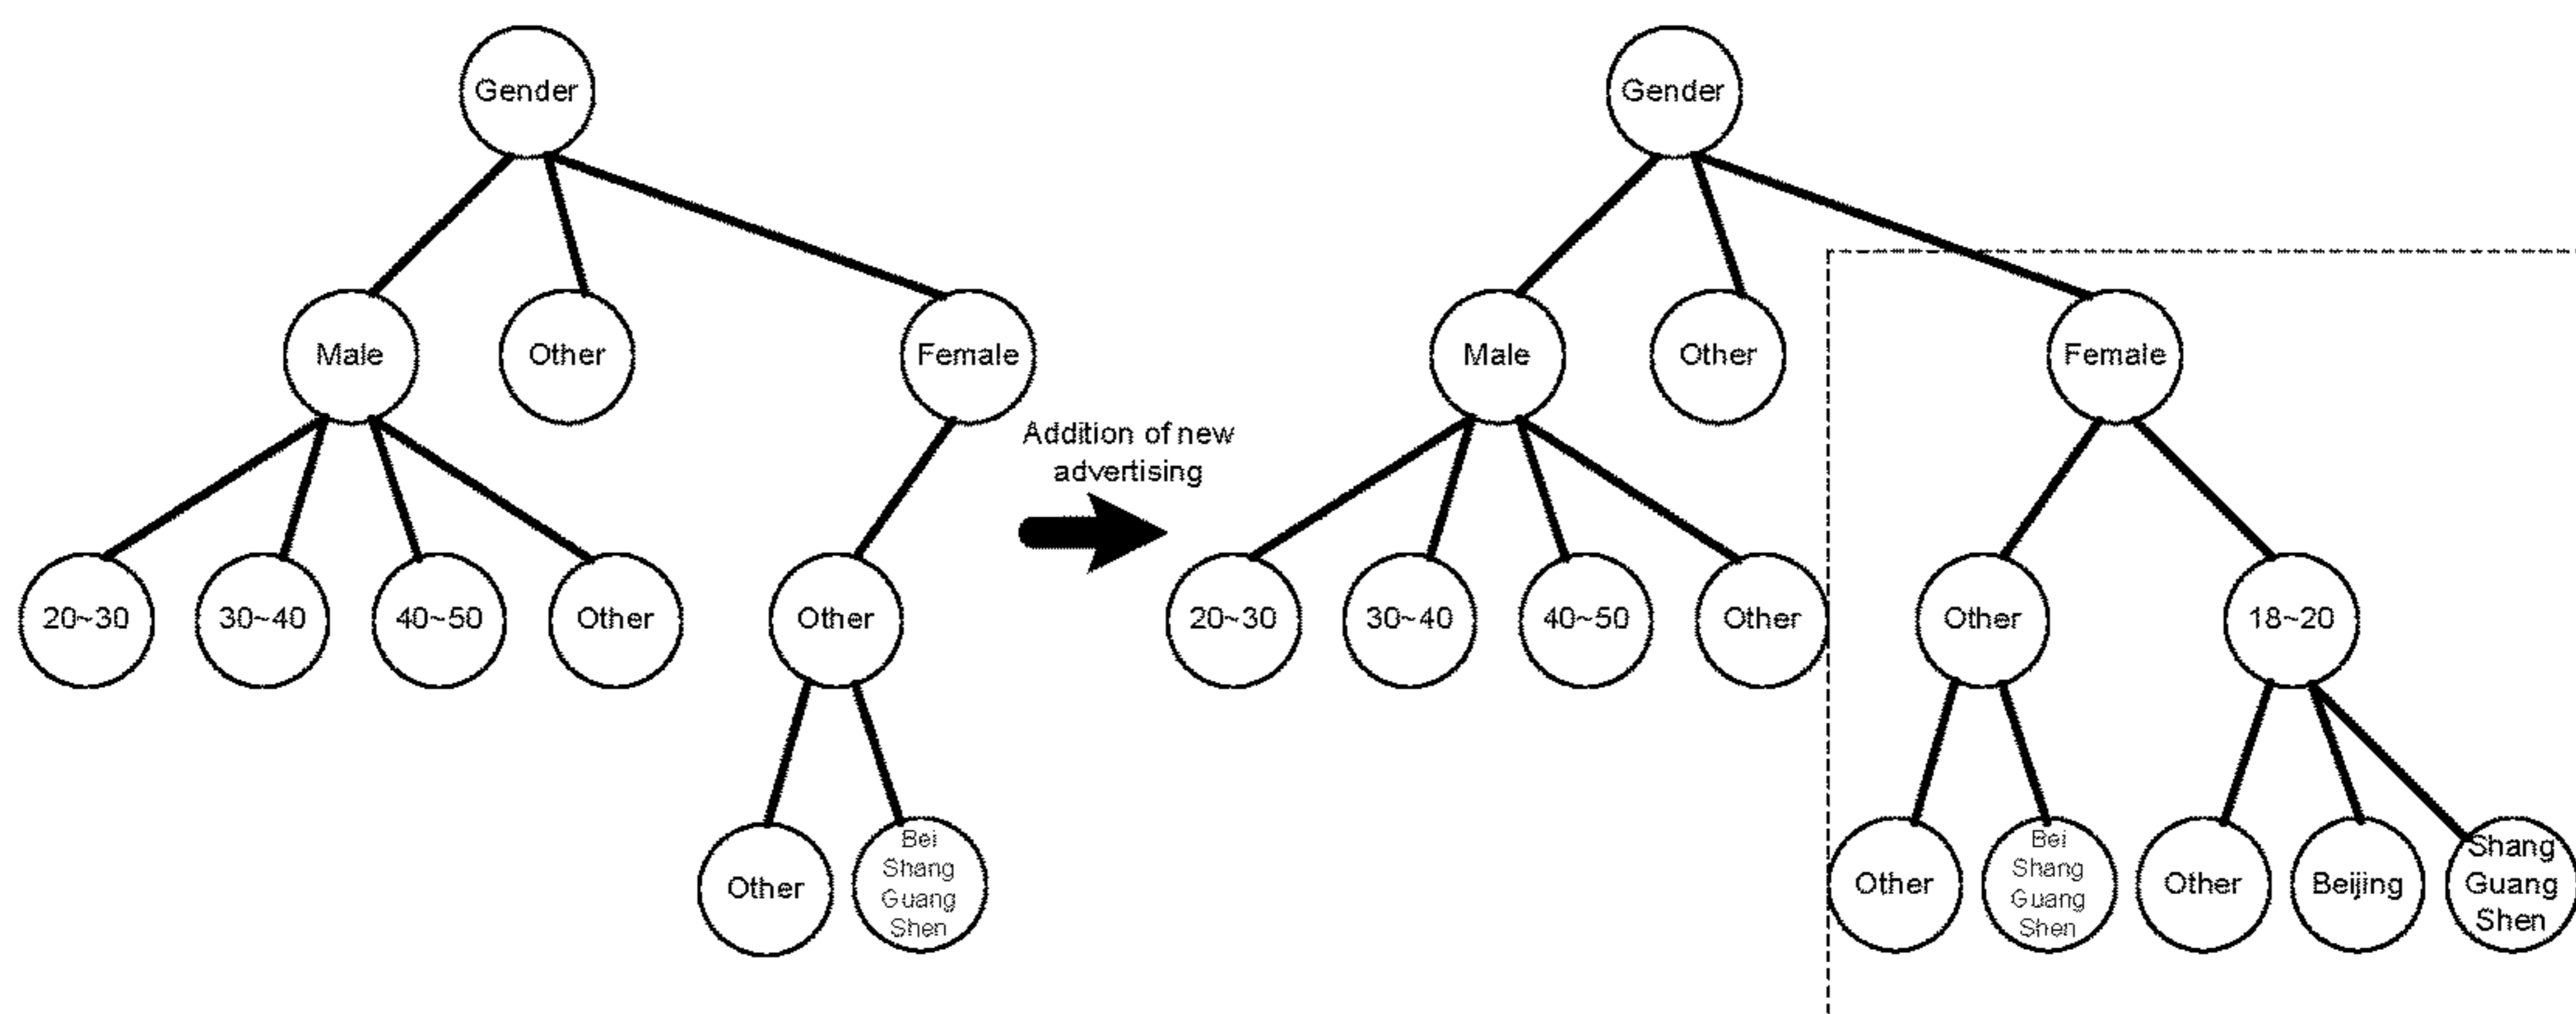 Gender
Male
Other
Female
20~30
30~40
40~50
Other
Other
Other
Bei
Shang
Guang
Shen
Addition of new
advertising
Gender
Male
Other
Female
20~30
30~40
40~50
Other
Other
18~20
Other
Bei
Shang
Guang
Shen
Other
Beijing
Shang
Guang
Shen